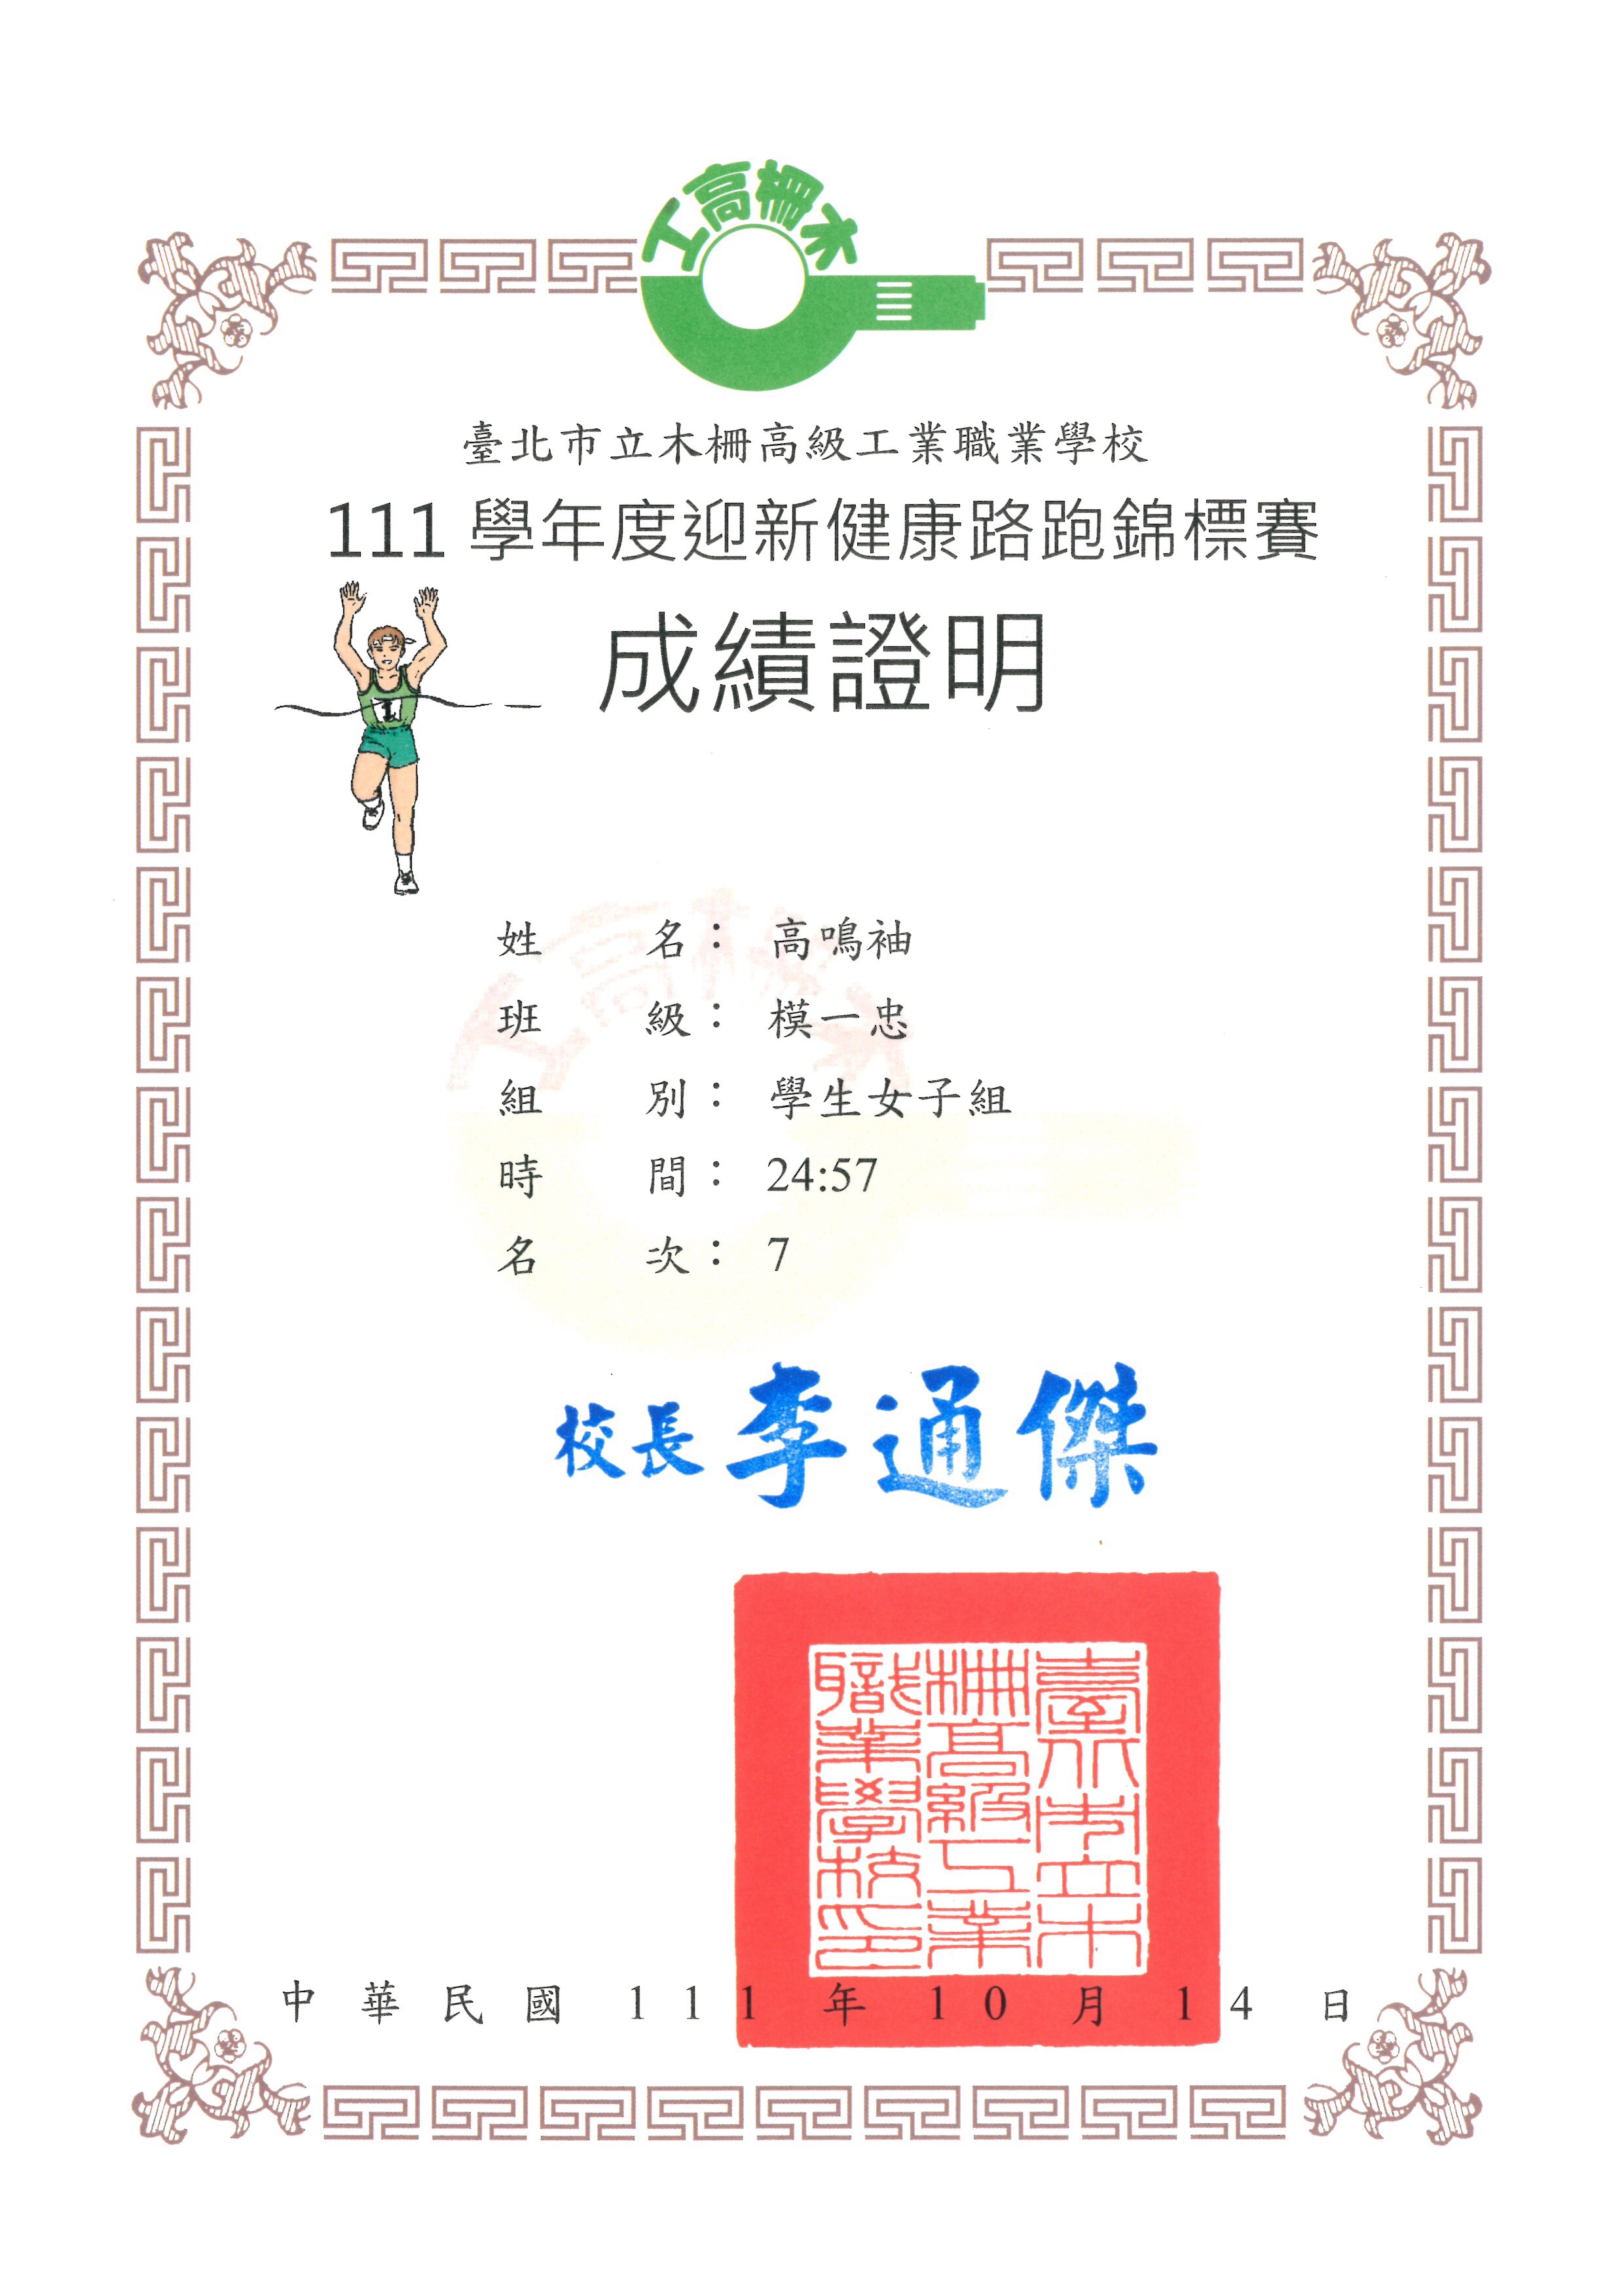 工高柵木
臺北市立木柵高級工業職業學校
111 學年度迎新健康路跑錦標賽
成績證明
1
姓名： 高鳴袖
班級： 模一忠
組別： 學生女子組
時間： 24:57
名次： 7
校長 李通傑
臺北市立木
柵高級工業
職業學校印
中華民國 111 年 10 月 14 日